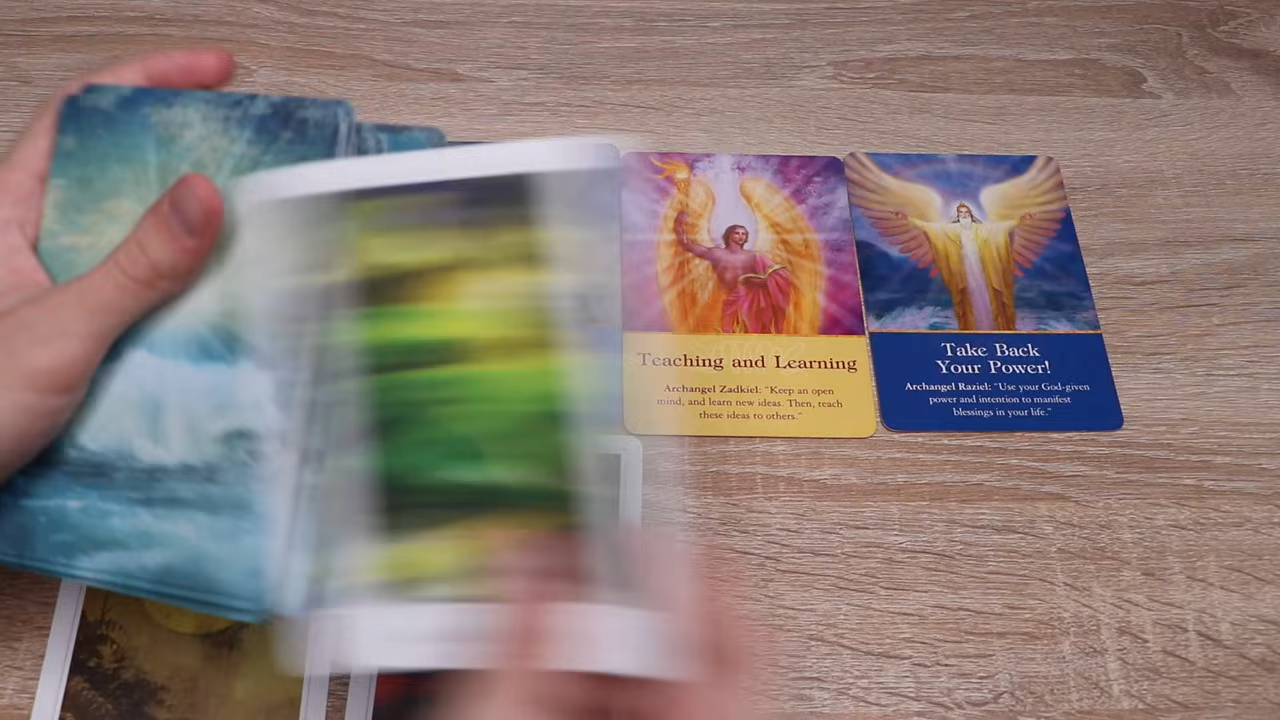 Teaching and Learning
Archangel Zadkiel: "Keep an open
mind, and learn new ideas. Then, teach
these ideas to others."
Take Back
Your Power!
Archangel Raziel: "Use your God-given
power and intention to manifest
blessings in your life."